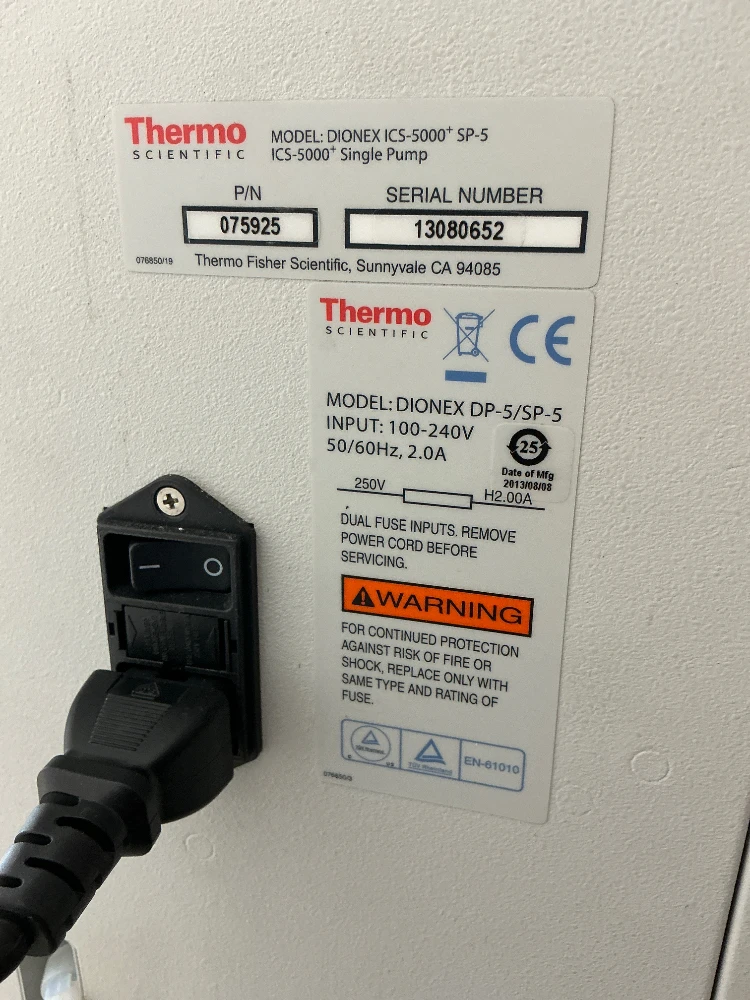 Thermo
SCIENTIFIC
MODEL: DIONEX ICS-5000+ SP-5
ICS-5000+ Single Pump
P/N
SERIAL NUMBER
075925
13080652
076850/19
Thermo Fisher Scientific, Sunnyvale CA 94085
Thermo
SCIENTIFIC
CE
MODEL: DIONEX DP-5/SP-5
INPUT: 100-240V
50/60Hz, 2.0A
25
Date of Mfg
2013/08/08
250V
H2.00A
DUAL FUSE INPUTS. REMOVE
POWER CORD BEFORE
SERVICING.
WARNING
FOR CONTINUED PROTECTION
AGAINST RISK OF FIRE OR
SHOCK, REPLACE ONLY WITH
SAME TYPE AND RATING OF
FUSE.
TÜV Rheinland
EN-61010